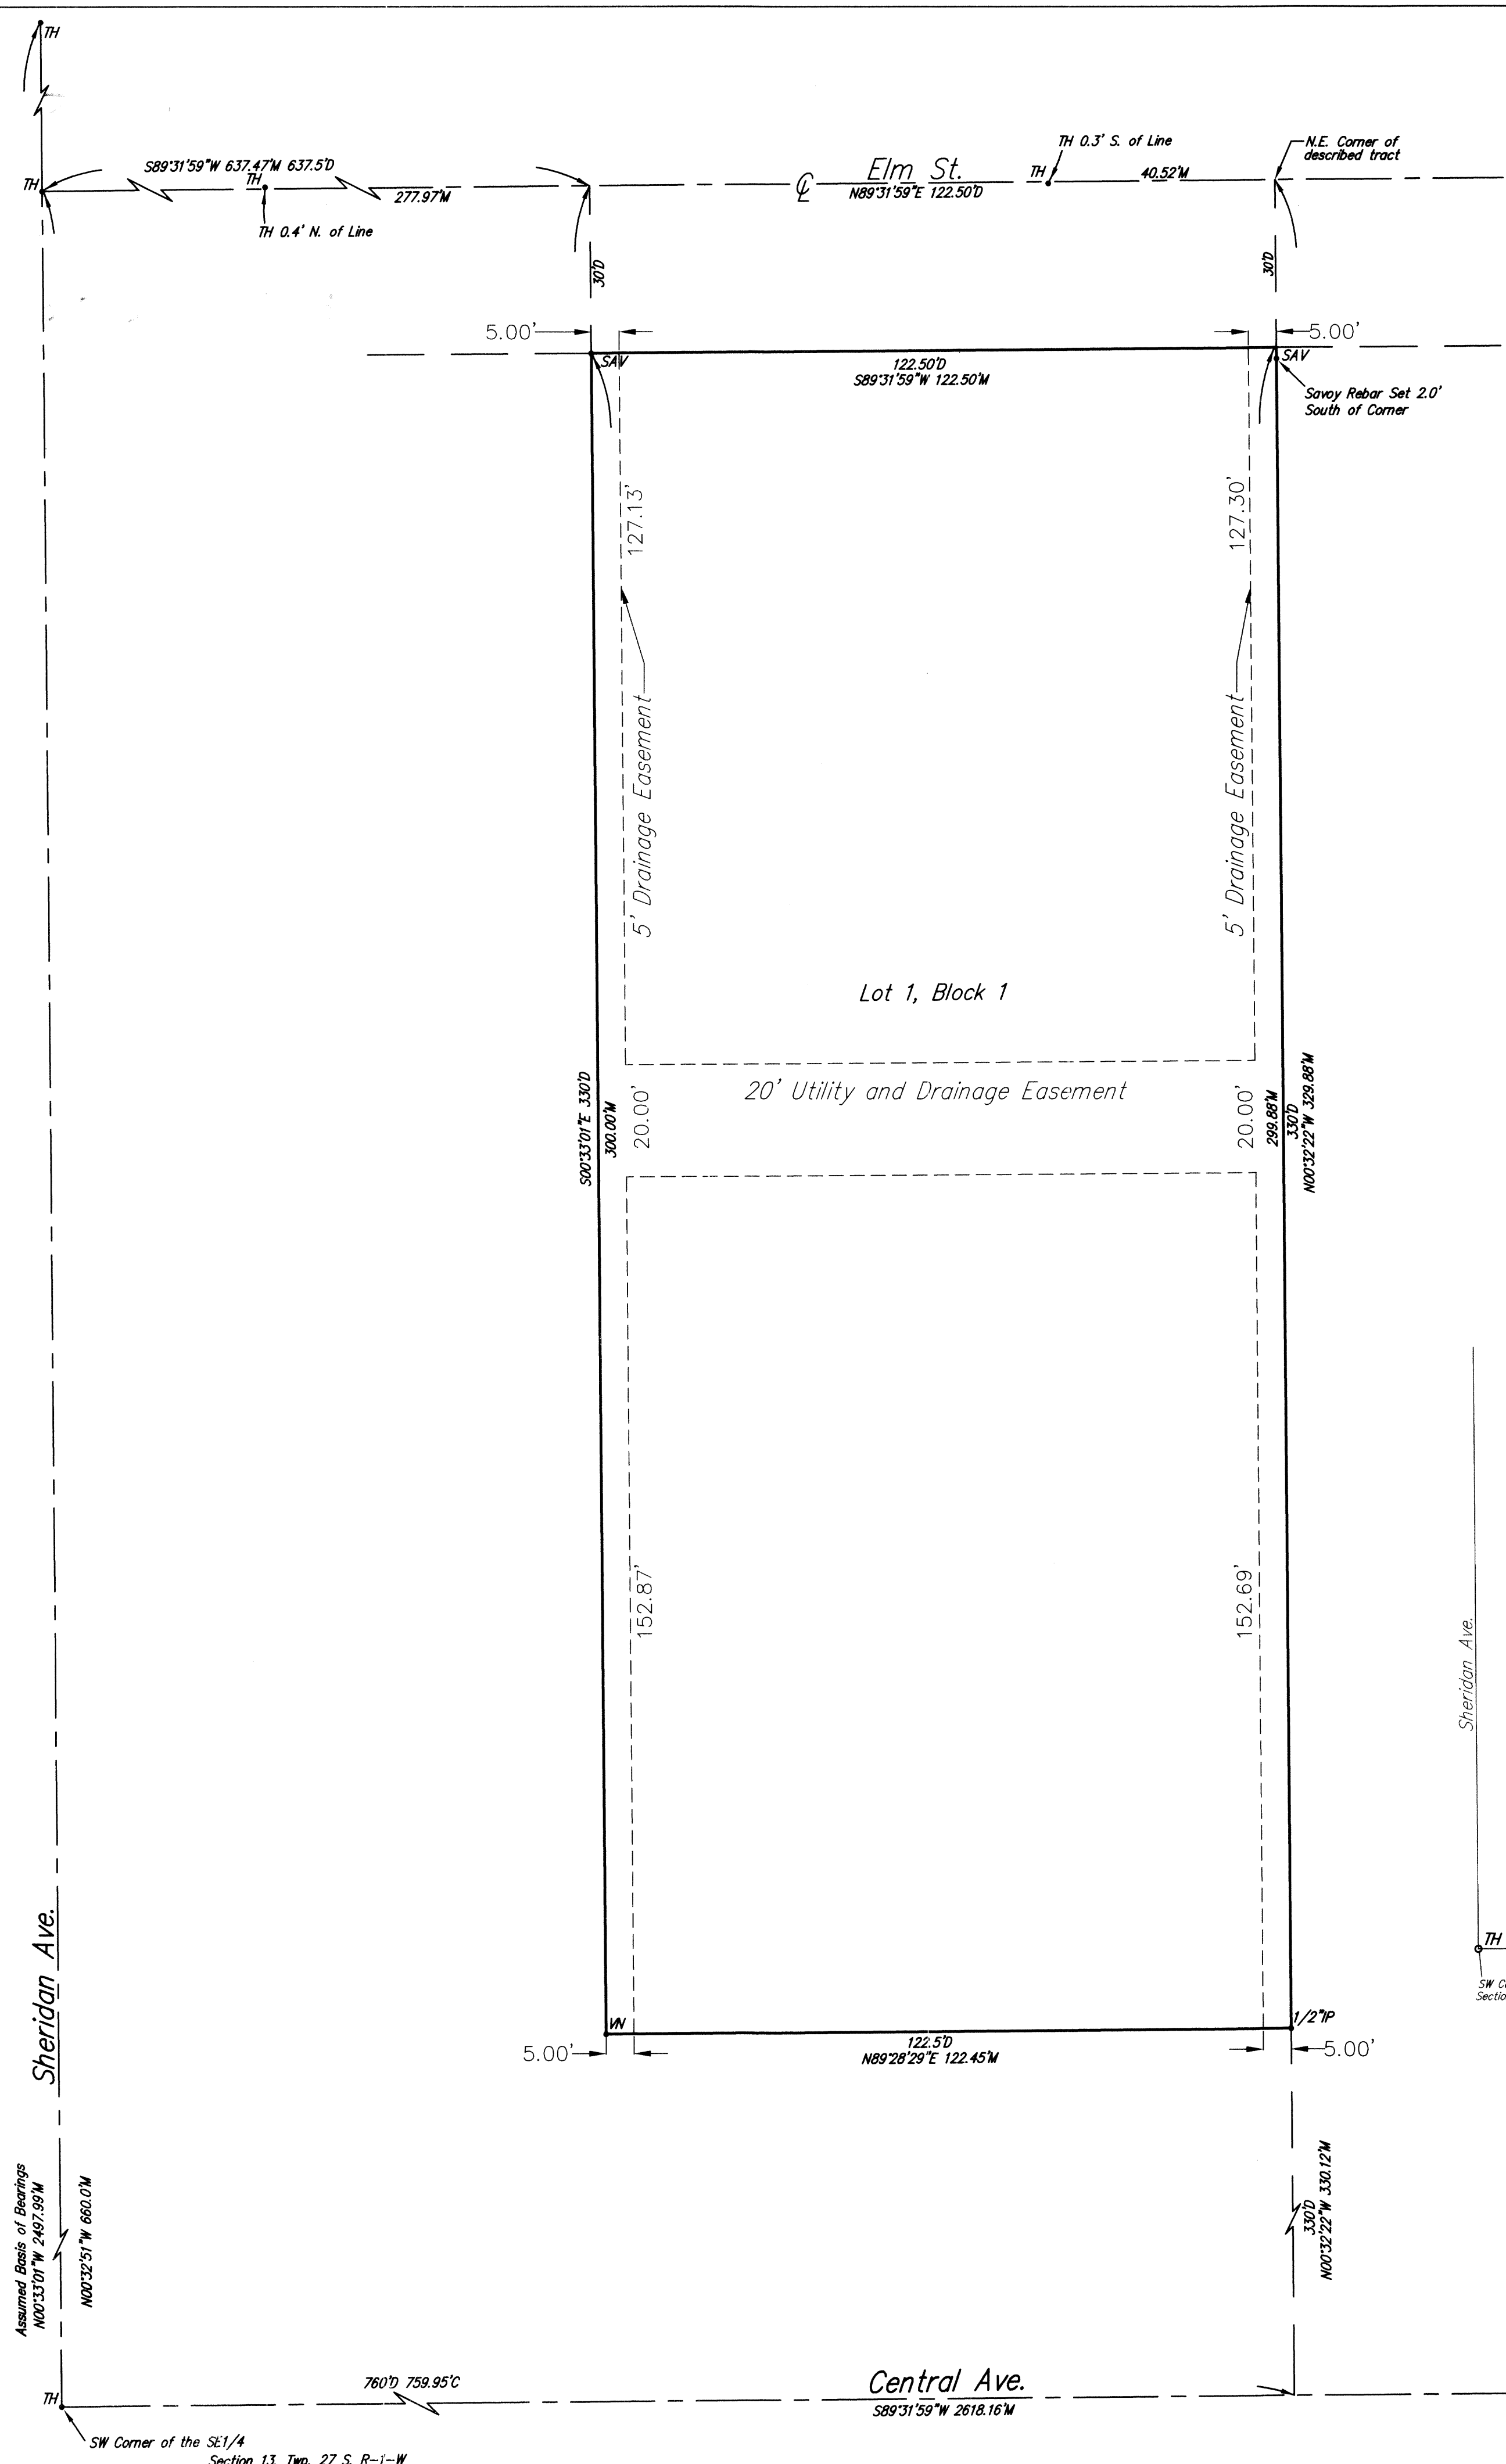 TH
S89°31'59"W 637.47'M 637.5'D
TH
TH
277.97'M
TH 0.4' N. of Line
Elm St.
N89°31'59"E 122.50'D
TH 0.3' S. of Line
TH
40.52'M
N.E. Corner of
described tract
30'D
30'D
5.00'
5.00'
SAV
SAV
122.50'D
S89°31'59"W 122.50'M
Savoy Rebar Set 2.0'
South of Corner
127.13'
127.30'
5' Drainage Easement
5' Drainage Easement
Lot 1, Block 1
20' Utility and Drainage Easement
S00°33'01"E 330'D
300.00'M
20.00'
20.00'
299.88'M
330'D
N00°32'22"W 329.88'M
152.87'
152.69'
Sheridan Ave.
Sheridan Ave.
TH
SW
Sectio
VN
1/2"IP
5.00'
122.5'D
N89°28'29"E 122.45'M
5.00'
Assumed Basis of Bearings
N00°33'01"W 2497.99'M
N00°32'51"W 660.0'M
330'D
N00°32'22"W 330.12'M
760'D 759.95'C
Central Ave.
S89°31'59"W 2618.16'M
TH
SW Corner of the SE1/4
Section 13, Twp. 27 S, R-1-W